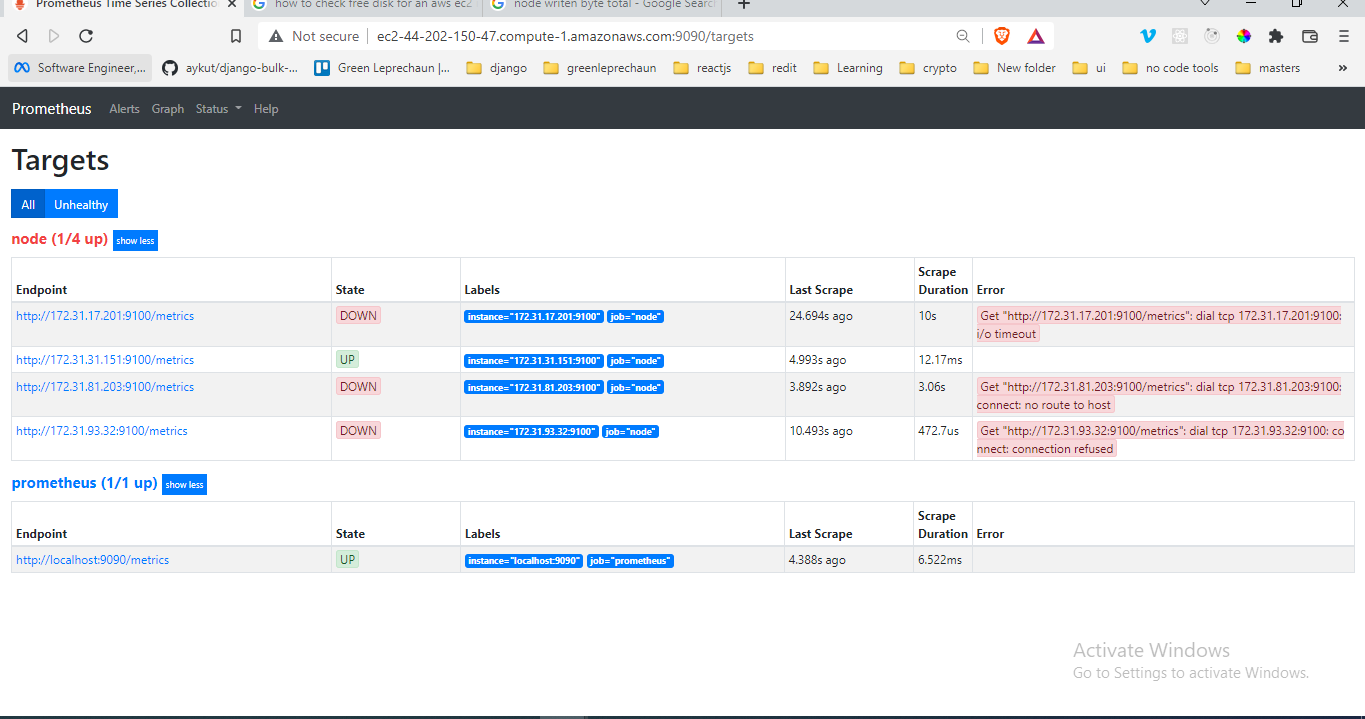 Prometheus Time Series Collectio
how to check free disk for an aws ec2
node writen byte total - Google Search
Not secure
ec2-44-202-150-47.compute-1.amazonaws.com:9090/targets
Software Engineer,...
aykut/django-bulk-...
Green Leprechaun |...
django
greenleprechaun
reactjs
redit
Learning
crypto
New folder
ui
no code tools
masters
»
Prometheus Alerts Graph Status Help
Targets
All Unhealthy
node (1/4 up) show less
Endpoint State Labels Last Scrape Scrape Duration Error
http://172.31.17.201:9100/metrics DOWN instance="172.31.17.201:9100" job="node" 24.694s ago 10s Get "http://172.31.17.201:9100/metrics": dial tcp 172.31.17.201:9100:
i/o timeout
http://172.31.31.151:9100/metrics UP instance="172.31.31.151:9100" job="node" 4.993s ago 12.17ms
http://172.31.81.203:9100/metrics DOWN instance="172.31.81.203:9100" job="node" 3.892s ago 3.06s Get "http://172.31.81.203:9100/metrics": dial tcp 172.31.81.203:9100:
connect: no route to host
http://172.31.93.32:9100/metrics DOWN instance="172.31.93.32:9100" job="node" 10.493s ago 472.7us Get "http://172.31.93.32:9100/metrics": dial tcp 172.31.93.32:9100: co
nnect: connection refused
prometheus (1/1 up) show less
Endpoint State Labels Last Scrape Scrape Duration Error
http://localhost:9090/metrics UP instance="localhost:9090" job="prometheus" 4.388s ago 6.522ms
Activate Windows
Go to Settings to activate Windows.